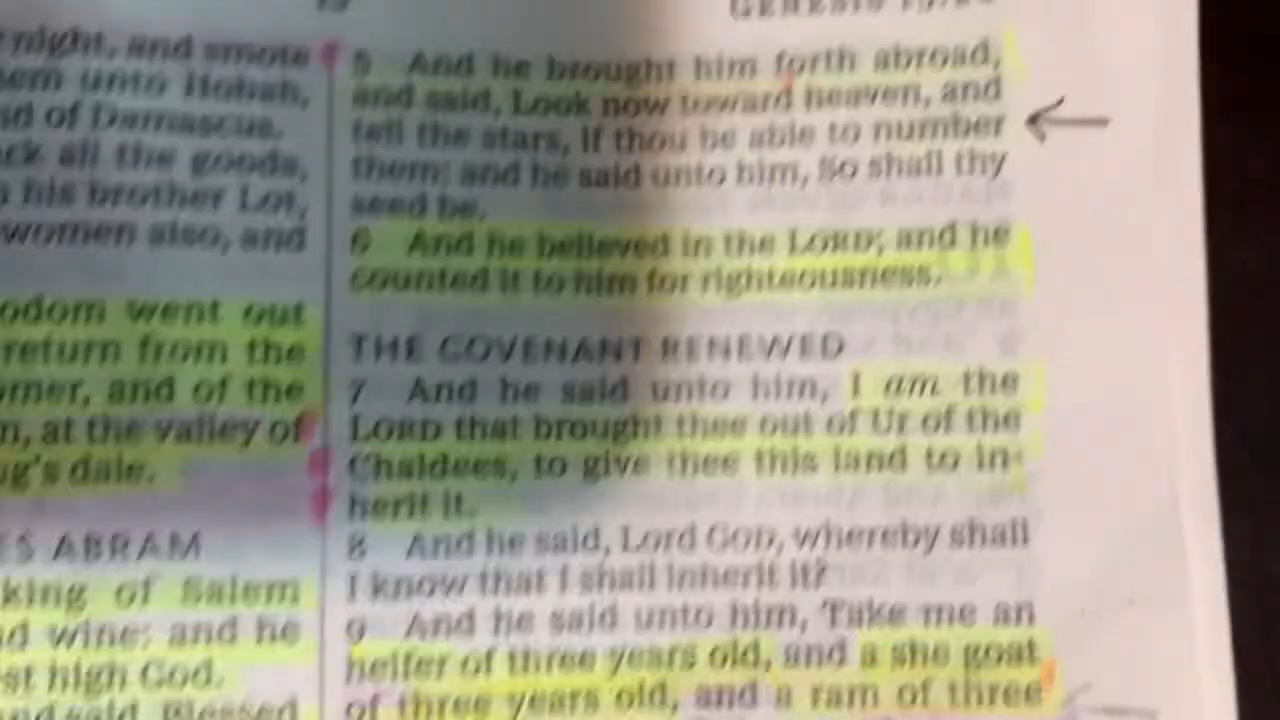 GENESIS
night, and smote
unto Hobah,
of Damascus.
all the goods,
his brother Lot,
women also, and
went out
return from the
and of the
at the valley of
dale.
ABRAM
king of Salem
wine: and he
high God.
said, Blessed
5 And he brought him forth abroad,
and said, Look now toward heaven, and
tell the stars, if thou be able to number
them: and he said unto him, So shall thy
seed be.
6 And he believed in the LORD; and he
counted it to him for righteousness.
THE COVENANT RENEWED
7 And he said unto him, I am the
LORD that brought thee out of Ur of the
Chaldees, to give thee this land to in-
herit it.
8 And he said, Lord GOD, whereby shall
I know that I shall inherit it?
9 And he said unto him, Take me an
heifer of three years old, and a she goat
of three years old, and a ram of three